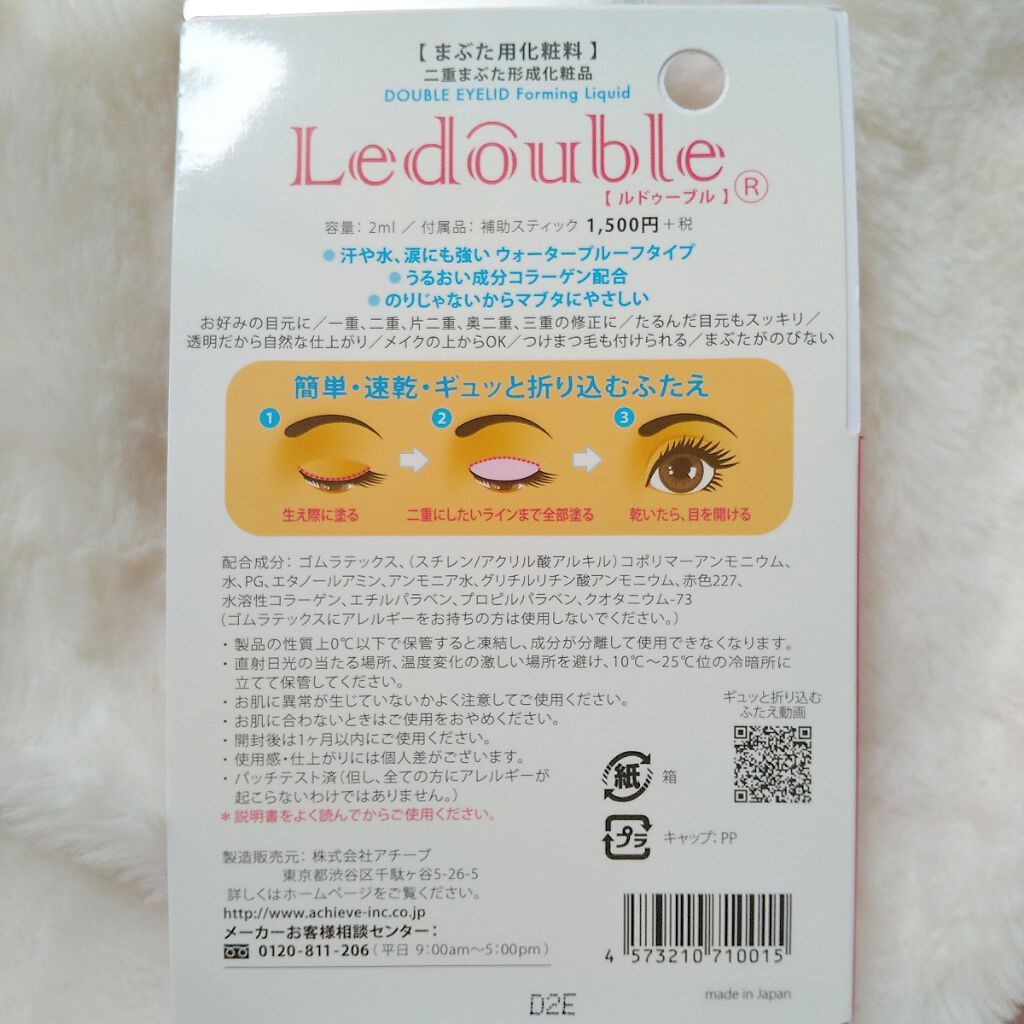 【 まぶた用化粧料 】
二重まぶた形成化粧品
DOUBLE EYELID Forming Liquid
Ledoubleⓡ
【 ルドゥーブル 】
容量: 2ml / 付属品: 補助スティック 1,500円+税
● 汗や水、涙にも強い ウォータープルーフタイプ
● うるおい成分コラーゲン配合
● のりじゃないからマブタにやさしい
お好みの目元に/一重、二重、片二重、奥二重、三重の修正に/たるんだ目元もスッキリ/
透明だから自然な仕上がり/メイクの上からOK/つけまつ毛も付けられる/まぶたがのびない
簡単・速乾・ギュッと折り込むふたえ
1 2 3
生え際に塗る 二重にしたいラインまで全部塗る 乾いたら、目を開ける
配合成分: ゴムラテックス、(スチレン/アクリル酸アルキル)コポリマーアンモニウム、
水、PG、エタノールアミン、アンモニア水、グリチルリチン酸アンモニウム、赤色227、
水溶性コラーゲン、エチルパラベン、プロピルパラベン、クオタニウム-73
(ゴムラテックスにアレルギーをお持ちの方は使用しないでください。)
・製品の性質上0℃以下で保管すると凍結し、成分が分離して使用できなくなります。
・直射日光の当たる場所、温度変化の激しい場所を避け、10℃〜25℃位の冷暗所に
立てて保管してください。
・お肌に異常が生じていないかよく注意してご使用ください。
・お肌に合わないときはご使用をおやめください。
・開封後は1ヶ月以内にご使用ください。
・使用感・仕上がりには個人差がございます。
・パッチテスト済(但し、全ての方にアレルギーが
起こらないわけではありません。)
*説明書をよく読んでからご使用ください。
ギュッと折り込む
ふたえ動画
紙 箱
プラ キャップ: PP
製造販売元: 株式会社アチーブ
東京都渋谷区千駄ヶ谷5-26-5
詳しくはホームページをご覧ください。
http://www.achieve-inc.co.jp
メーカーお客様相談センター:
0120-811-206(平日 9:00am〜5:00pm)
4 573210 710015
made in Japan
D2E